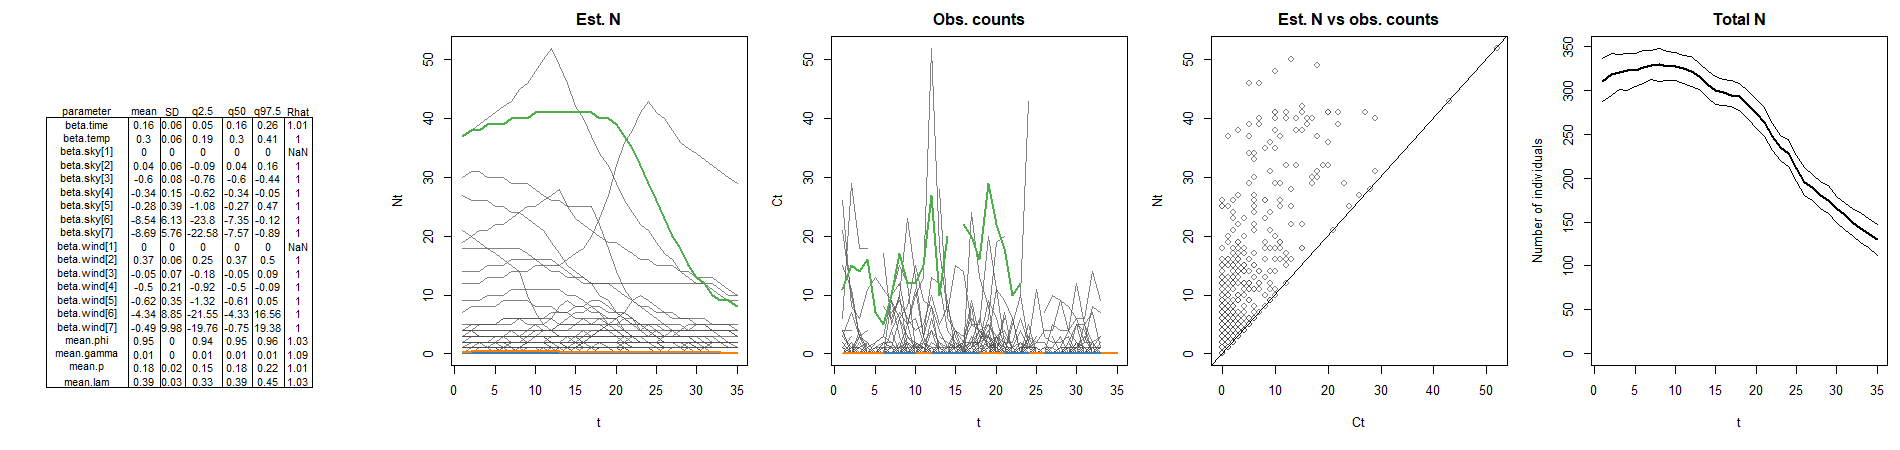 parameter mean SD q2.5 q50 q97.5 Rhat
beta.time 0.16 0.06 0.05 0.16 0.26 1.01
beta.temp 0.3 0.06 0.19 0.3 0.41 1
beta.sky[1] 0 0 0 0 0 NaN
beta.sky[2] 0.04 0.06 -0.09 0.04 0.16 1
beta.sky[3] -0.6 0.08 -0.76 -0.6 -0.44 1
beta.sky[4] -0.34 0.15 -0.62 -0.34 -0.05 1
beta.sky[5] -0.28 0.39 -1.08 -0.27 0.47 1
beta.sky[6] -8.54 6.13 -23.8 -7.35 -0.12 1
beta.sky[7] -8.69 5.76 -22.58 -7.57 -0.89 1
beta.wind[1] 0 0 0 0 0 NaN
beta.wind[2] 0.37 0.06 0.25 0.37 0.5 1
beta.wind[3] -0.05 0.07 -0.18 -0.05 0.09 1
beta.wind[4] -0.5 0.21 -0.92 -0.5 -0.09 1
beta.wind[5] -0.62 0.35 -1.32 -0.61 0.05 1
beta.wind[6] -4.34 8.85 -21.55 -4.33 16.56 1
beta.wind[7] -0.49 9.98 -19.76 -0.75 19.38 1
mean.phi 0.95 0 0.94 0.95 0.96 1.03
mean.gamma 0.01 0 0.01 0.01 0.01 1.09
mean.p 0.18 0.02 0.15 0.18 0.22 1.01
mean.lam 0.39 0.03 0.33 0.39 0.45 1.03
Est. N
Nt
50
40
30
20
10
0
0 5 10 15 20 25 30 35
t
Obs. counts
Ct
50
40
30
20
10
0
0 5 10 15 20 25 30 35
t
Est. N vs obs. counts
Nt
50
40
30
20
10
0
0 10 20 30 40 50
Ct
Total N
Number of individuals
350
300
250
200
150
100
50
0
0 5 10 15 20 25 30 35
t